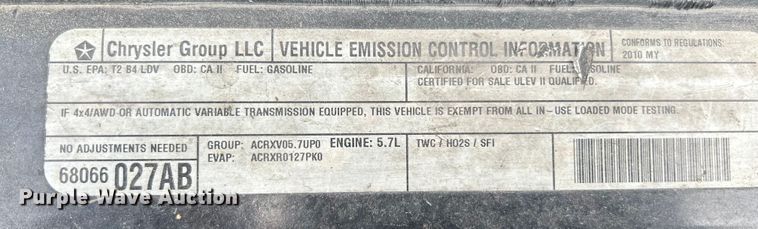 Chrysler Group LLC VEHICLE EMISSION CONTROL INFORMATION CONFORMS TO REGULATIONS:
2010 MY
U.S. EPA: T2 B4 LDV OBD: CA II FUEL: GASOLINE CALIFORNIA: OBD: CA II FUEL: GASOLINE
CERTIFIED FOR SALE ULEV II QUALIFIED.
IF 4x4/AWD OR AUTOMATIC VARIABLE TRANSMISSION EQUIPPED, THIS VEHICLE IS EXEMPT FROM ALL IN-USE LOADED MODE TESTING.
NO ADJUSTMENTS NEEDED GROUP: ACRXV05.7UP0 ENGINE: 5.7L TWC / HO2S / SFI
EVAP: ACRXR0127PK0
68066 027AB
Purple Wave Auction